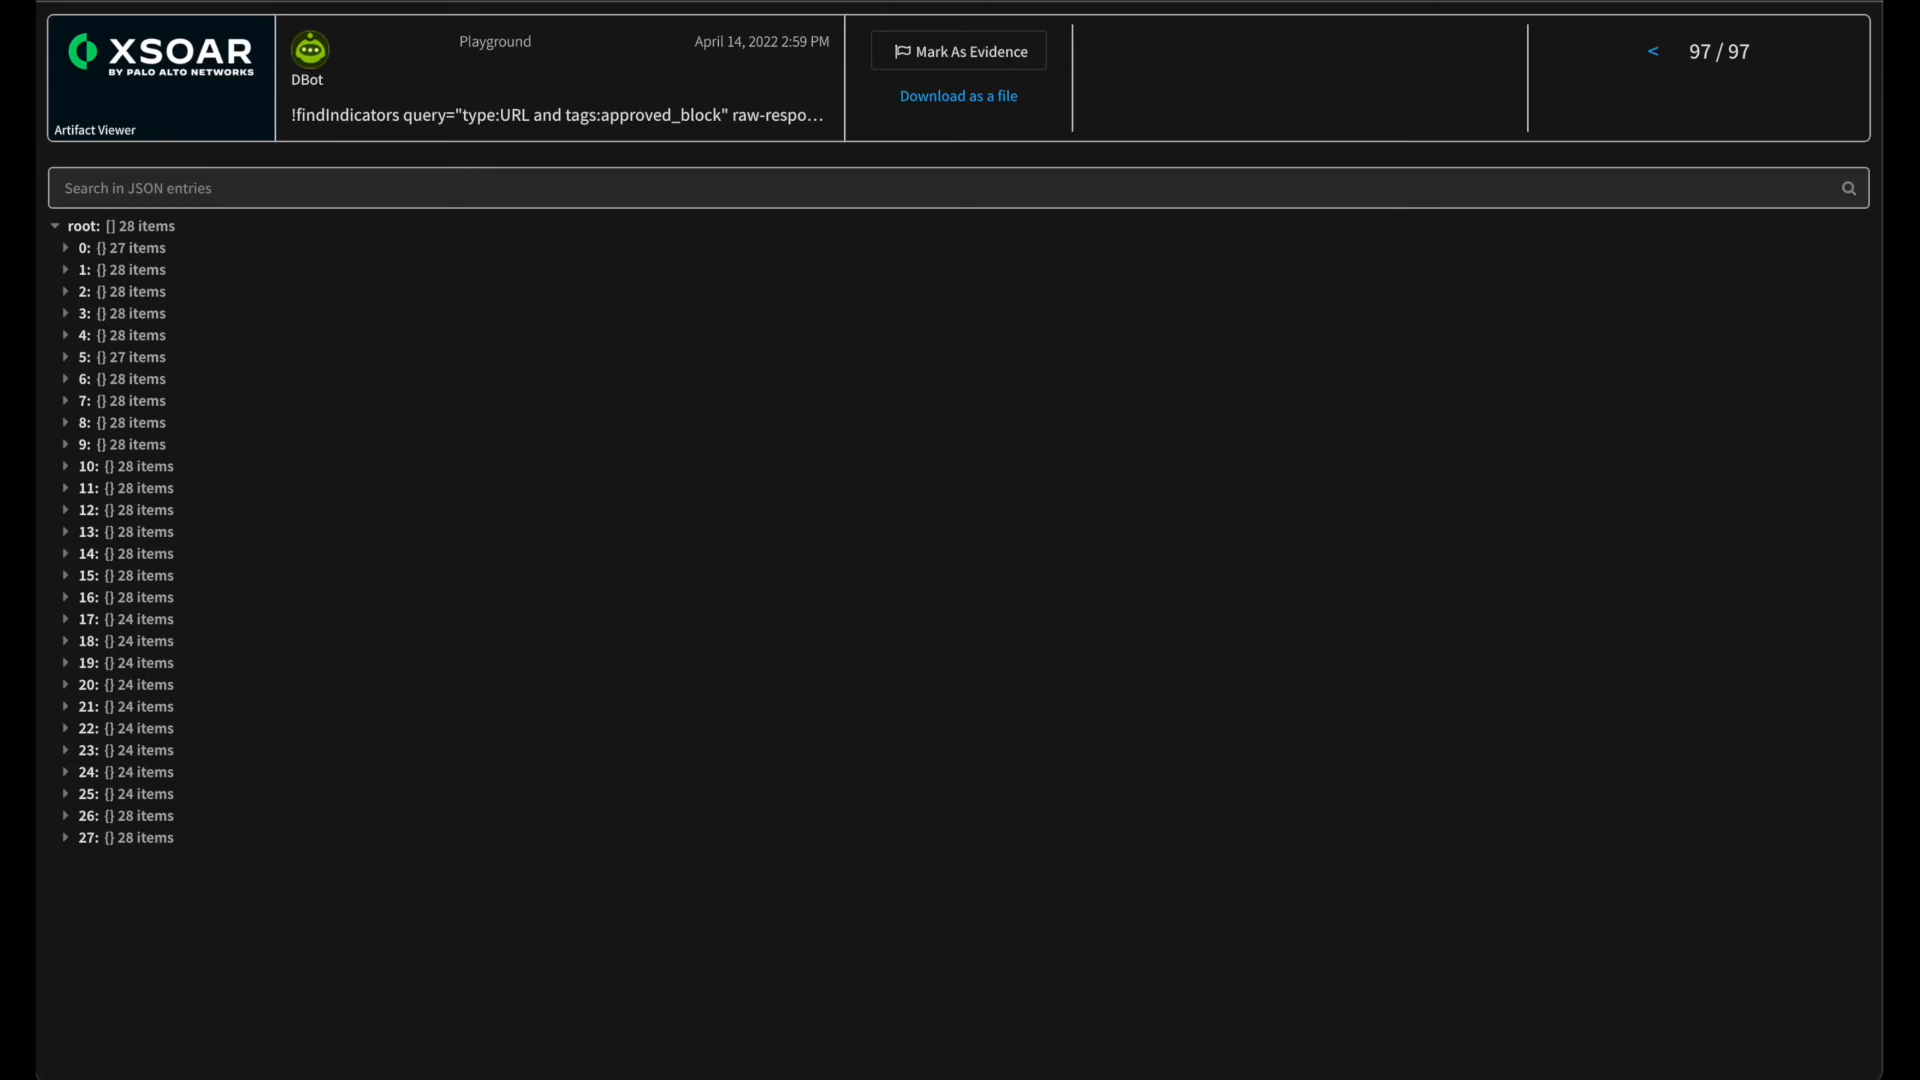 XSOAR
BY PALO ALTO NETWORKS
Artifact Viewer
DBot
Playground
April 14, 2022 2:59 PM
!findIndicators query="type:URL and tags:approved_block" raw-respo…
Mark As Evidence
Download as a file
< 97 / 97
Search in JSON entries
root: [] 28 items
0: {} 27 items
1: {} 28 items
2: {} 28 items
3: {} 28 items
4: {} 28 items
5: {} 27 items
6: {} 28 items
7: {} 28 items
8: {} 28 items
9: {} 28 items
10: {} 28 items
11: {} 28 items
12: {} 28 items
13: {} 28 items
14: {} 28 items
15: {} 28 items
16: {} 28 items
17: {} 24 items
18: {} 24 items
19: {} 24 items
20: {} 24 items
21: {} 24 items
22: {} 24 items
23: {} 24 items
24: {} 24 items
25: {} 24 items
26: {} 28 items
27: {} 28 items